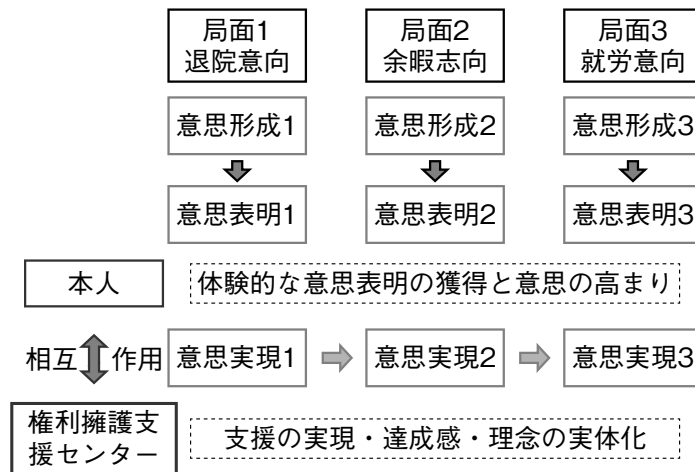 局面1
退院意向
局面2
余暇志向
局面3
就労意向
意思形成1
意思形成2
意思形成3
意思表明1
意思表明2
意思表明3
本人
体験的な意思表明の獲得と意思の高まり
相互
作用
意思実現1
意思実現2
意思実現3
権利擁護支
援センター
支援の実現・達成感・理念の実体化